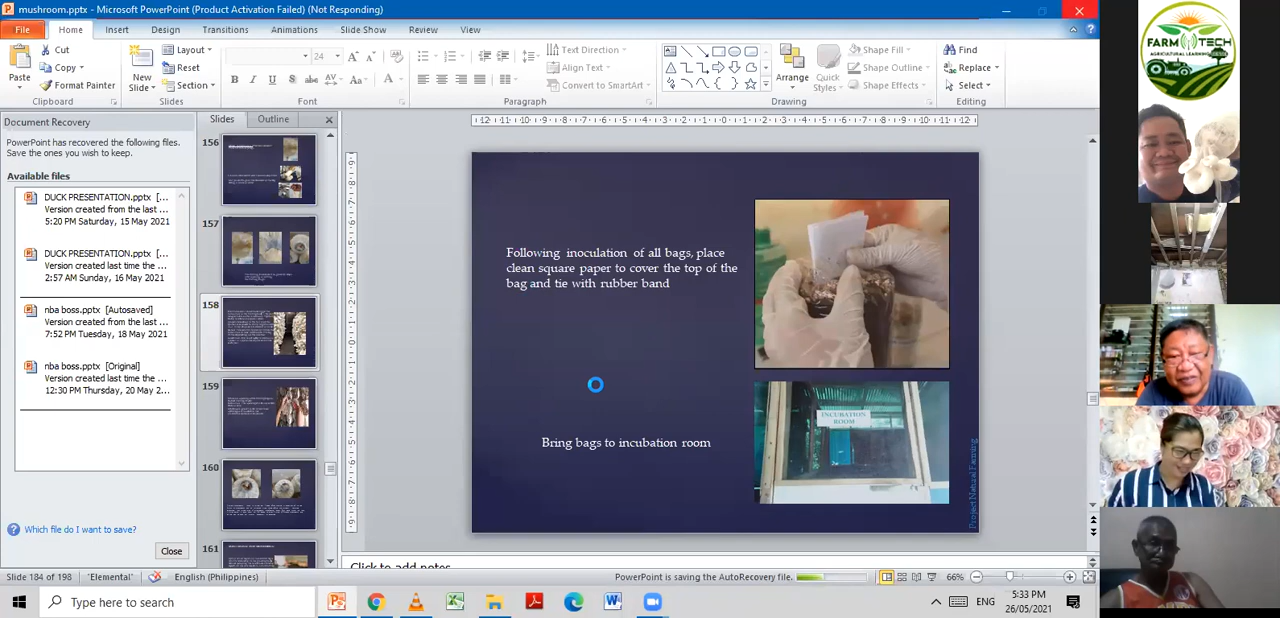 mushroom.pptx - Microsoft PowerPoint (Product Activation Failed) (Not Responding)
File Home Insert Design Transitions Animations Slide Show Review View
Paste
Cut
Copy
Format Painter
Clipboard
New
Slide
Layout
Reset
Section
Slides
24
B I U S abc AV Aa A
Font
Text Direction
Align Text
Convert to SmartArt
Paragraph
Arrange
Quick
Styles
Shape Fill
Shape Outline
Shape Effects
Drawing
Find
Replace
Select
Editing
Document Recovery
PowerPoint has recovered the following files.
Save the ones you wish to keep.
Available files
DUCK PRESENTATION.pptx [...
Version created from the last ...
5:20 PM Saturday, 15 May 2021
DUCK PRESENTATION.pptx [...
Version created last time the ...
2:57 AM Sunday, 16 May 2021
nba boss.pptx [Autosaved]
Version created from the last ...
7:52 PM Tuesday, 18 May 2021
nba boss.pptx [Original]
Version created last time the ...
12:30 PM Thursday, 20 May 2...
Which file do I want to save?
Close
Slides Outline
156
157
158
159
160
161
Following inoculation of all bags, place
clean square paper to cover the top of the
bag and tie with rubber band
INCUBATION
ROOM
Bring bags to incubation room
Project Natural Farming
Click to add notes
Slide 184 of 198 'Elemental' English (Philippines) PowerPoint is saving the AutoRecovery file. 66%
Type here to search
ENG
5:33 PM
26/05/2021
FARM TECH
AGRICULTURAL LEARNING